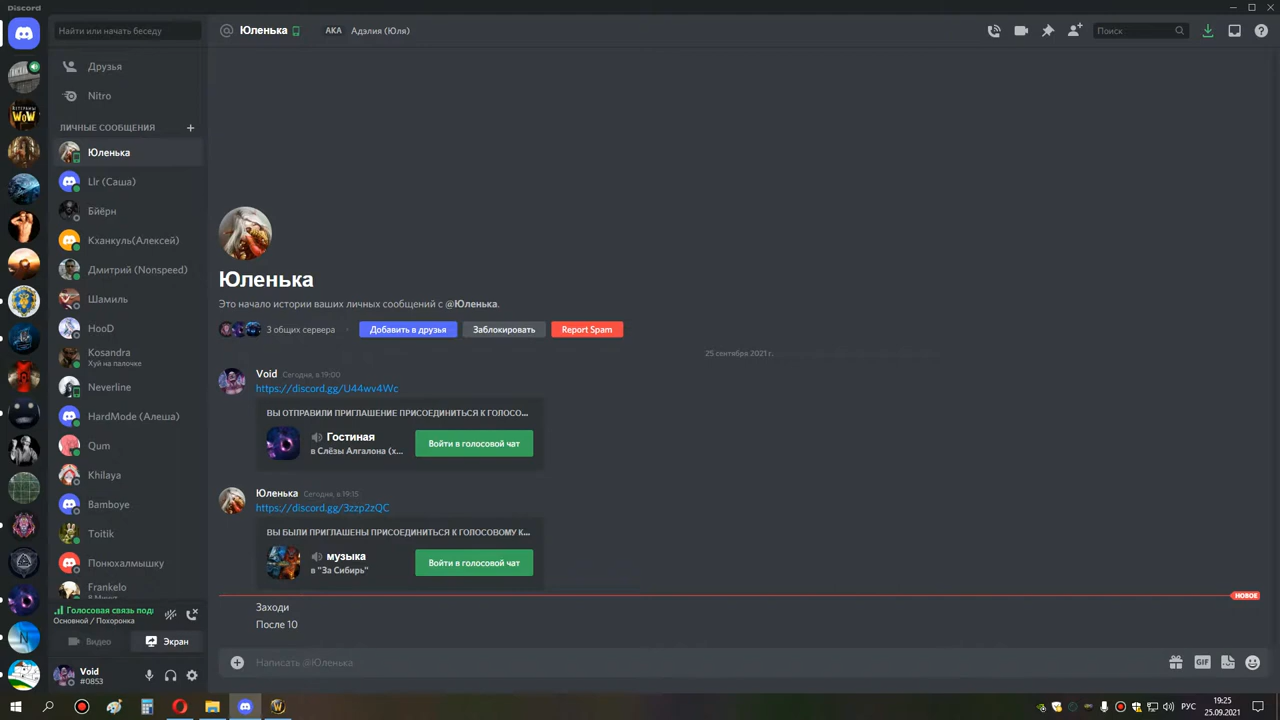 Discord
Найти или начать беседу
Юленька
AKA Адэлия (Юля)
Поиск
Друзья
Nitro
ЛИЧНЫЕ СООБЩЕНИЯ
Юленька
Llr (Саша)
Бйёрн
Кханкуль(Алексей)
Дмитрий (Nonspeed)
Шамиль
HooD
Kosandra
Хуй на палочке
Neverline
HardMode (Алеша)
Qum
Khilaya
Bamboye
Toitik
Понюхалмышку
Frankelo
Голосовая связь подк
Основной / Похоронка
Видео
Экран
Void
#0853
Юленька
Это начало истории ваших личных сообщений с @Юленька.
3 общих сервера
Добавить в друзья
Заблокировать
Report Spam
25 сентября 2021 г.
Void Сегодня, в 19:00
https://discord.gg/U44wv4Wc
ВЫ ОТПРАВИЛИ ПРИГЛАШЕНИЕ ПРИСОЕДИНИТЬСЯ К ГОЛОСО...
Гостиная
в Слёзы Алгалона (х...
Войти в голосовой чат
Юленька Сегодня, в 19:15
https://discord.gg/3zzp2zQC
ВЫ БЫЛИ ПРИГЛАШЕНЫ ПРИСОЕДИНИТЬСЯ К ГОЛОСОВОМУ К...
музыка
в "За Сибирь"
Войти в голосовой чат
НОВОЕ
Заходи
После 10
Написать @Юленька
GIF
РУС
19:25
25.09.2021